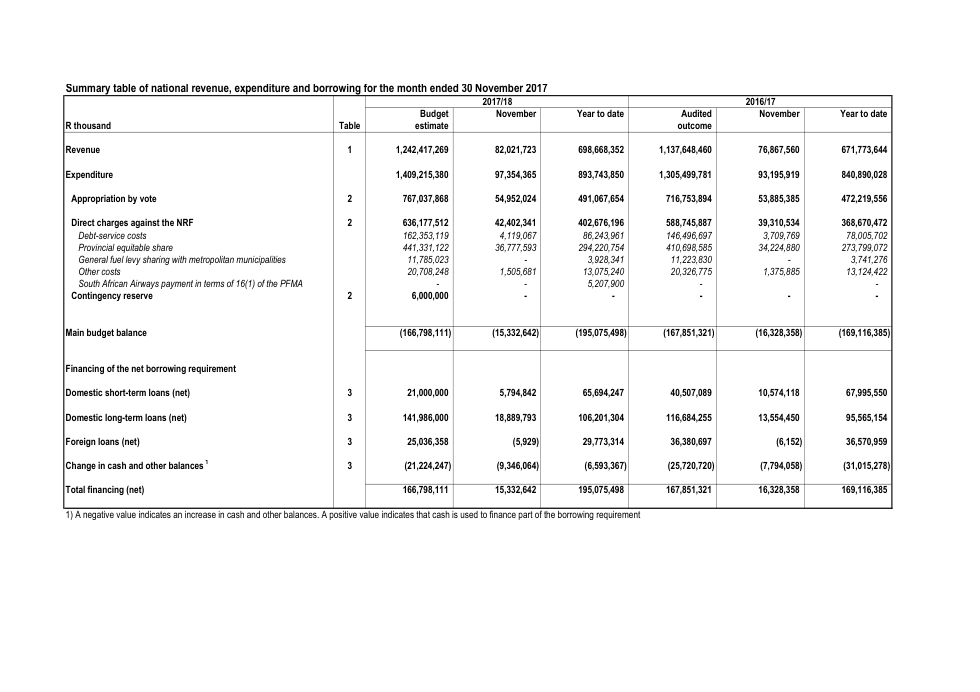 Summary table of national revenue, expenditure and borrowing for the month ended 30 November 2017
2017/18 2016/17
Budget November Year to date Audited November Year to date
R thousand Table estimate outcome
Revenue 1 1,242,417,269 82,021,723 698,668,352 1,137,648,460 76,867,560 671,773,644
Expenditure 1,409,215,380 97,354,365 893,743,850 1,305,499,781 93,195,919 840,890,028
Appropriation by vote 2 767,037,868 54,952,024 491,067,654 716,753,894 53,885,385 472,219,556
Direct charges against the NRF 2 636,177,512 42,402,341 402,676,196 588,745,887 39,310,534 368,670,472
Debt-service costs 162,353,119 4,119,067 86,243,961 146,496,697 3,709,769 78,005,702
Provincial equitable share 441,331,122 36,777,593 294,220,754 410,698,585 34,224,880 273,799,072
General fuel levy sharing with metropolitan municipalities 11,785,023 - 3,928,341 11,223,830 - 3,741,276
Other costs 20,708,248 1,505,681 13,075,240 20,326,775 1,375,885 13,124,422
South African Airways payment in terms of 16(1) of the PFMA - - 5,207,900 - - -
Contingency reserve 2 6,000,000 - - - - -
Main budget balance (166,798,111) (15,332,642) (195,075,498) (167,851,321) (16,328,358) (169,116,385)
Financing of the net borrowing requirement
Domestic short-term loans (net) 3 21,000,000 5,794,842 65,694,247 40,507,089 10,574,118 67,995,550
Domestic long-term loans (net) 3 141,986,000 18,889,793 106,201,304 116,684,255 13,554,450 95,565,154
Foreign loans (net) 3 25,036,358 (5,929) 29,773,314 36,380,697 (6,152) 36,570,959
Change in cash and other balances 1 3 (21,224,247) (9,346,064) (6,593,367) (25,720,720) (7,794,058) (31,015,278)
Total financing (net) 166,798,111 15,332,642 195,075,498 167,851,321 16,328,358 169,116,385
1) A negative value indicates an increase in cash and other balances. A positive value indicates that cash is used to finance part of the borrowing requirement